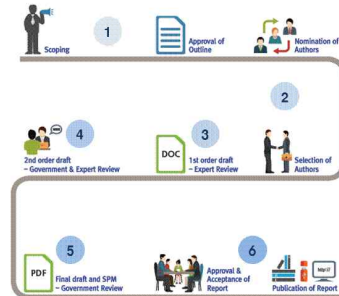 1
Scoping
Approval of
Outline
Nomination of
Authors
2
4
3
DOC
2nd order draft
– Government & Expert Review
1st order draft
– Expert Review
Selection of
Authors
5
6
PDF
Final draft and SPM
– Government Review
Approval &
Acceptance of
Report
Publication of Report